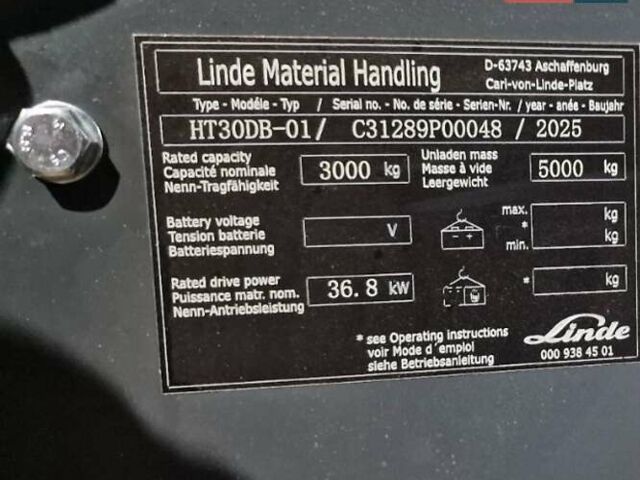 Linde Material Handling
D-63743 Aschaffenburg
Carl-von-Linde-Platz
Type - Modèle - Typ / Serial no. - No. de série - Serien-Nr. / year - anée - Baujahr
HT30DB-01 / C31289P00048 / 2025
Rated capacity
Capacité nominale
Nenn-Tragfähigkeit
3000 kg
Unladen mass
Masse à vide
Leergewicht
5000 kg
Battery voltage
Tension batterie
Batteriespannung
V
max.
*
min.
kg
kg
Rated drive power
Puissance matr. nom.
Nenn-Antriebsleistung
36.8 kW
* kg
* see Operating instructions
voir Mode d´emploi
siehe Betriebsanleitung
Linde
000 938 45 01